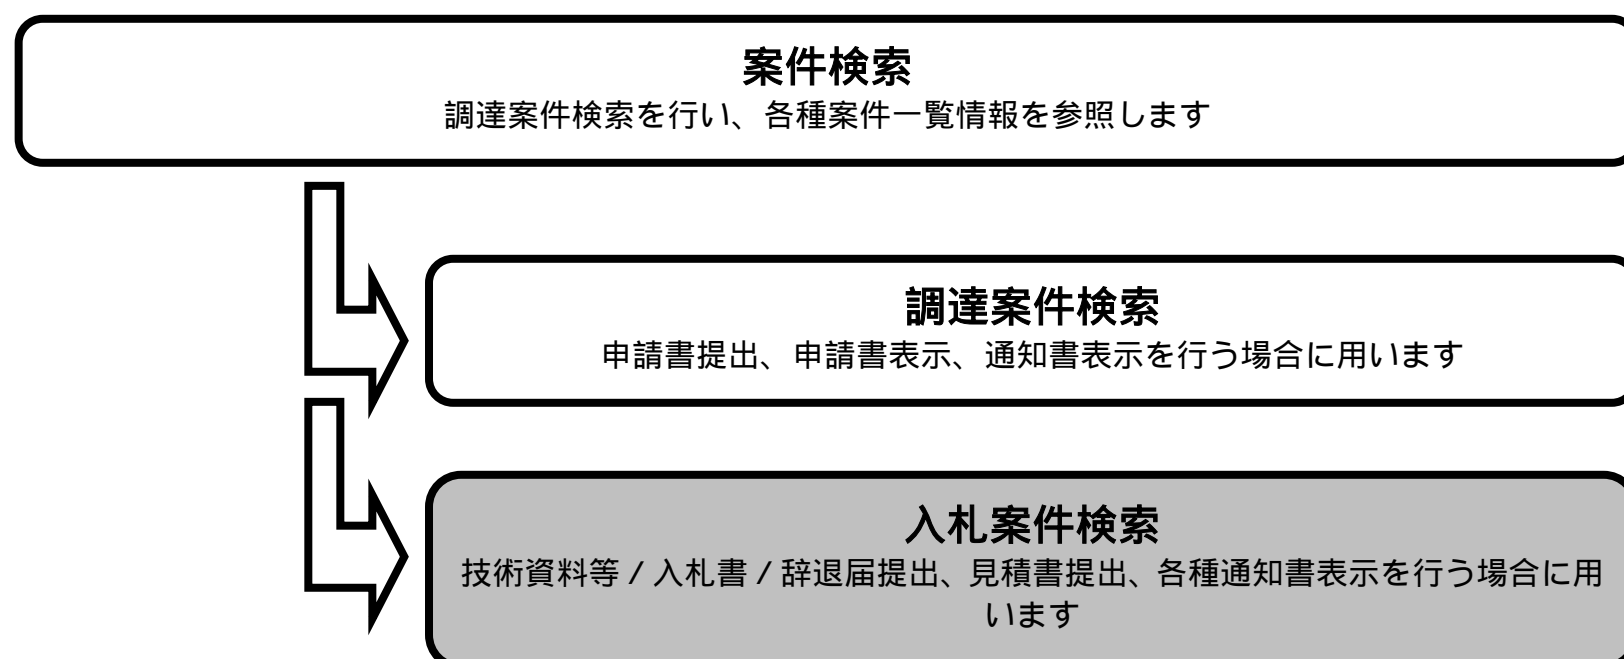 案件検索
調達案件検索を行い、各種案件一覧情報を参照します
調達案件検索
申請書提出、申請書表示、通知書表示を行う場合に用います
入札案件検索
技術資料等 / 入札書 / 辞退届提出、見積書提出、各種通知書表示を行う場合に用
います